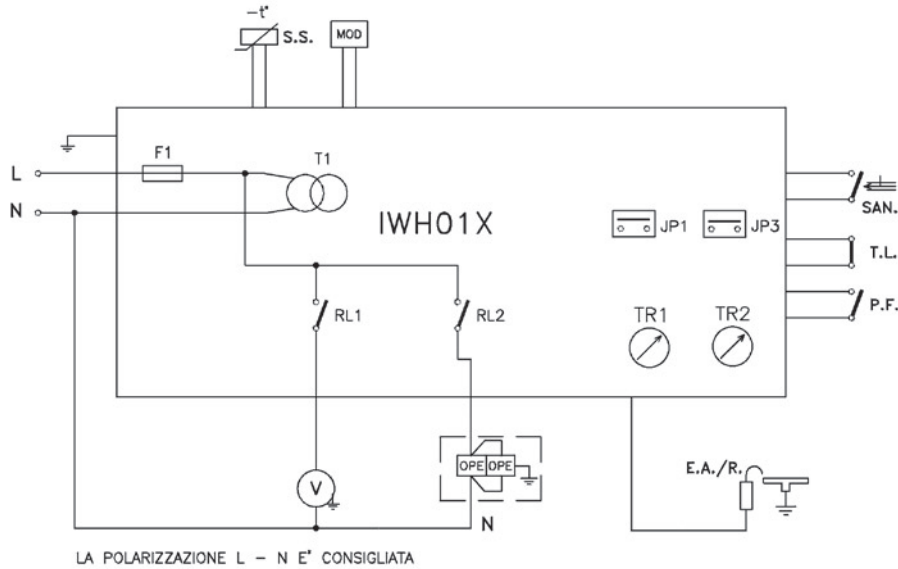 -t°
S.S.
MOD
F1
T1
L
N
IWH01X
JP1
JP3
SAN.
T.L.
P.F.
RL1
RL2
TR1
TR2
V
OPE OPE
N
E.A./R.
LA POLARIZZAZIONE L - N E' CONSIGLIATA